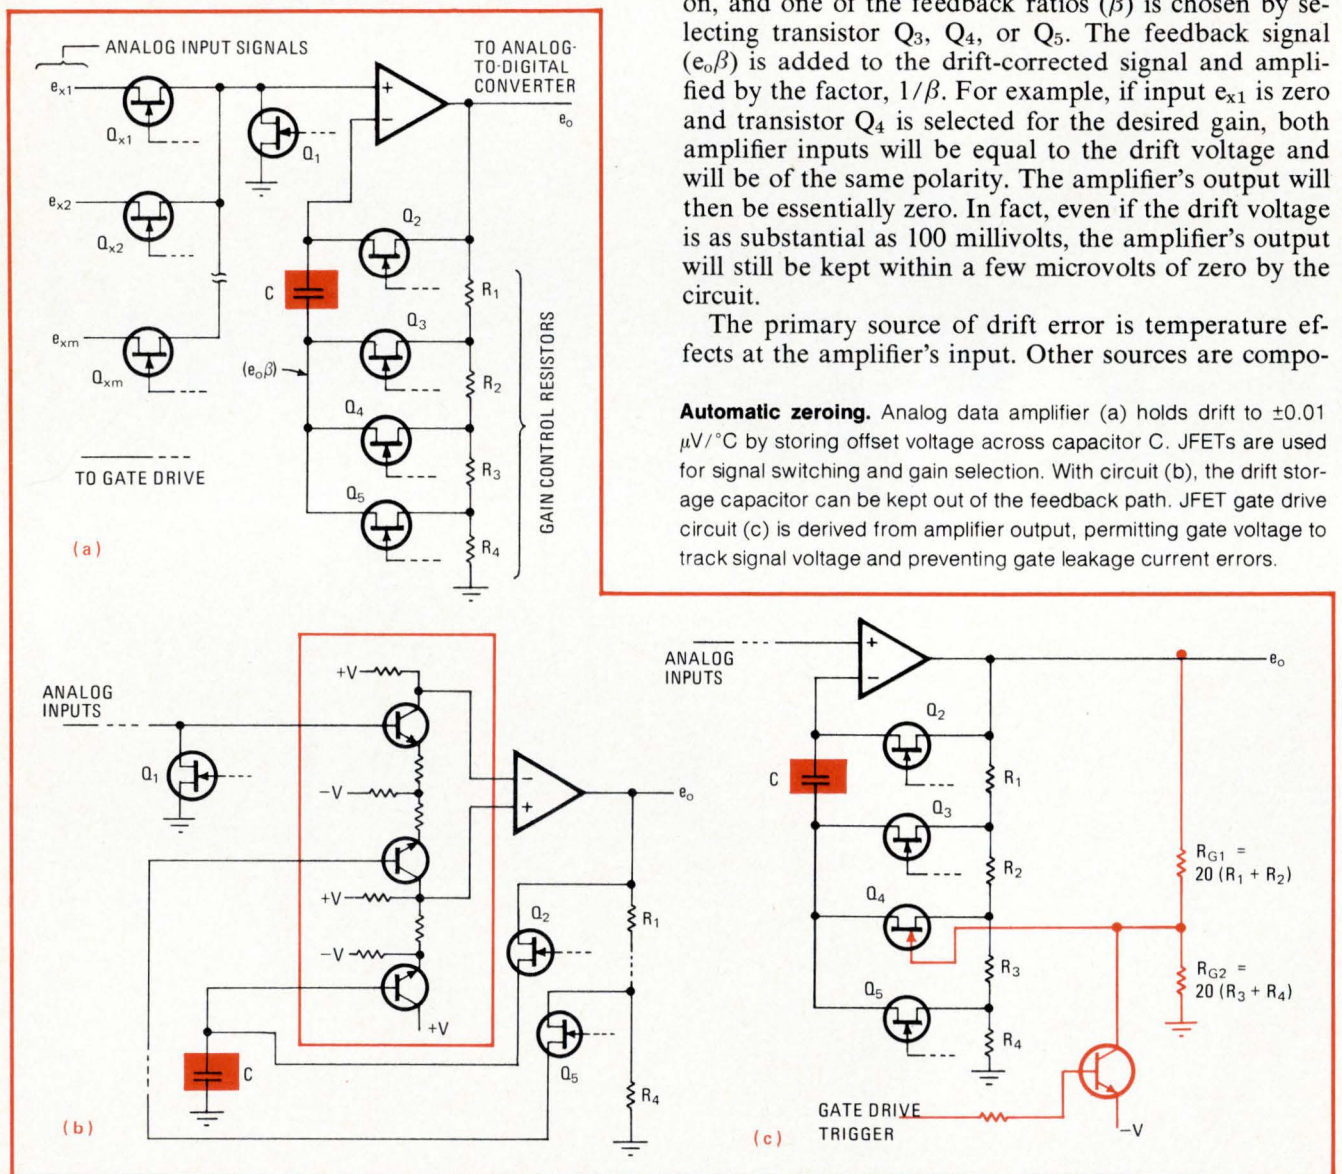 on, and one of the feedback ratios (β) is chosen by se-
lecting transistor Q3, Q4, or Q5. The feedback signal
(eoβ) is added to the drift-corrected signal and ampli-
fied by the factor, 1/β. For example, if input ex1 is zero
and transistor Q4 is selected for the desired gain, both
amplifier inputs will be equal to the drift voltage and
will be of the same polarity. The amplifier's output will
then be essentially zero. In fact, even if the drift voltage
is as substantial as 100 millivolts, the amplifier's output
will still be kept within a few microvolts of zero by the
circuit.
The primary source of drift error is temperature ef-
fects at the amplifier's input. Other sources are compo-
Automatic zeroing. Analog data amplifier (a) holds drift to ±0.01
μV/°C by storing offset voltage across capacitor C. JFETs are used
for signal switching and gain selection. With circuit (b), the drift stor-
age capacitor can be kept out of the feedback path. JFET gate drive
circuit (c) is derived from amplifier output, permitting gate voltage to
track signal voltage and preventing gate leakage current errors.
ANALOG INPUT SIGNALS
TO ANALOG-
TO-DIGITAL
CONVERTER
eo
ex1
Qx1
Q1
+
−
ex2
Qx2
Q2
C
R1
exm
Qxm
Q3
(eoβ)
R2
Q4
R3
Q5
R4
GAIN CONTROL RESISTORS
TO GATE DRIVE
(a)
ANALOG
INPUTS
Q1
+V
−V
+V
−V
+V
−
+
eo
Q2
R1
Q5
R4
C
(b)
ANALOG
INPUTS
+
−
eo
Q2
C
R1
Q3
R2
Q4
R3
Q5
R4
RG1 =
20 (R1 + R2)
RG2 =
20 (R3 + R4)
GATE DRIVE
TRIGGER
−V
(c)